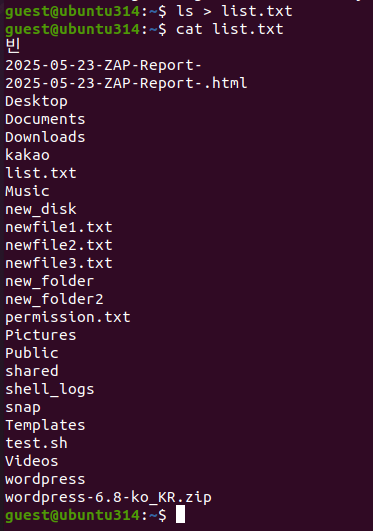 guest@ubuntu314:~$ ls > list.txt
guest@ubuntu314:~$ cat list.txt
빈
2025-05-23-ZAP-Report-
2025-05-23-ZAP-Report-.html
Desktop
Documents
Downloads
kakao
list.txt
Music
new_disk
newfile1.txt
newfile2.txt
newfile3.txt
new_folder
new_folder2
permission.txt
Pictures
Public
shared
shell_logs
snap
Templates
test.sh
Videos
wordpress
wordpress-6.8-ko_KR.zip
guest@ubuntu314:~$